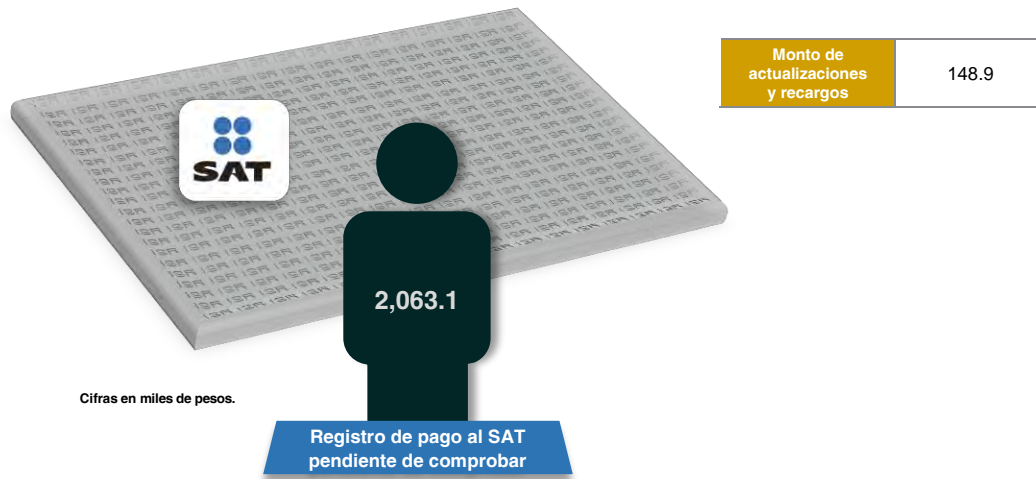 Monto de
actualizaciones
y recargos
148.9
SAT
2,063.1
Cifras en miles de pesos.
Registro de pago al SAT
pendiente de comprobar